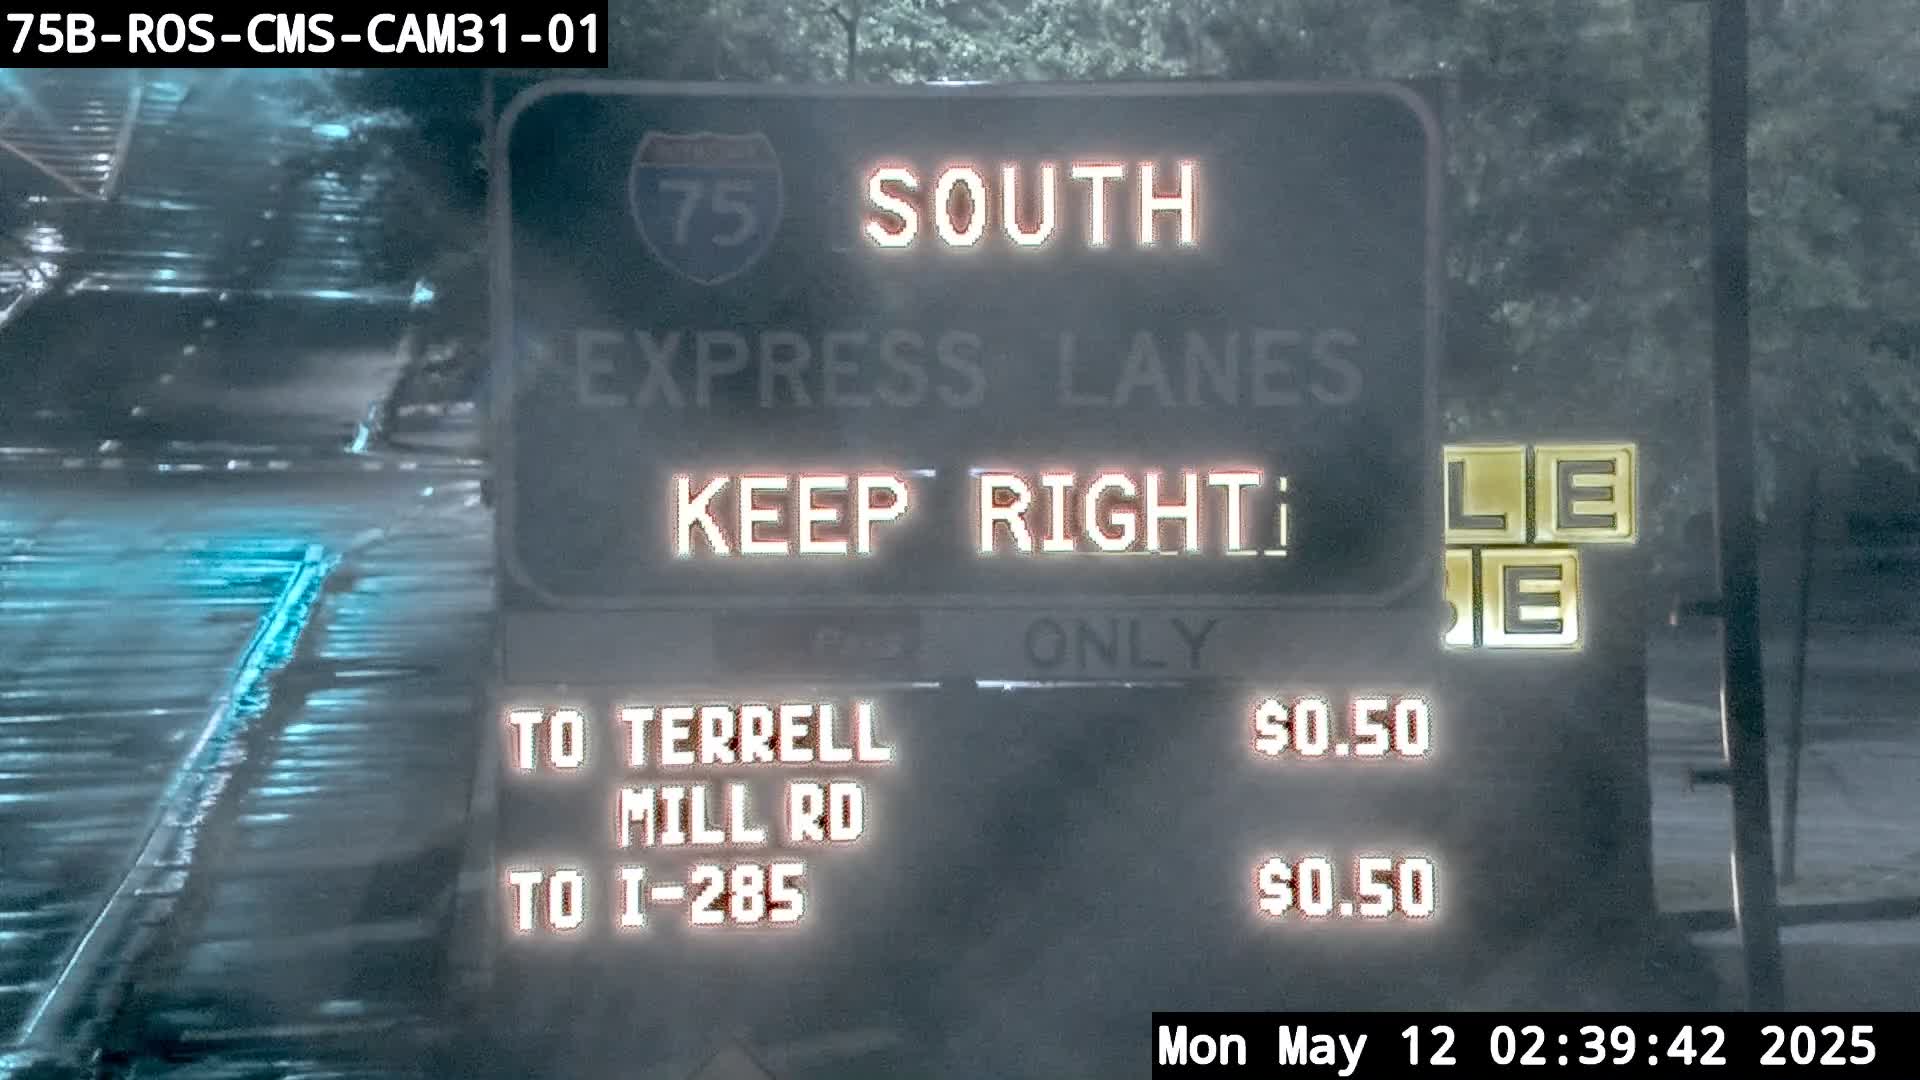 75B-ROS-CMS-CAM31-01
75 SOUTH
EXPRESS LANES
KEEP RIGHT
LE
E
ONLY
TO TERRELL $0.50
MILL RD
TO I-285 $0.50
Mon May 12 02:39:42 2025